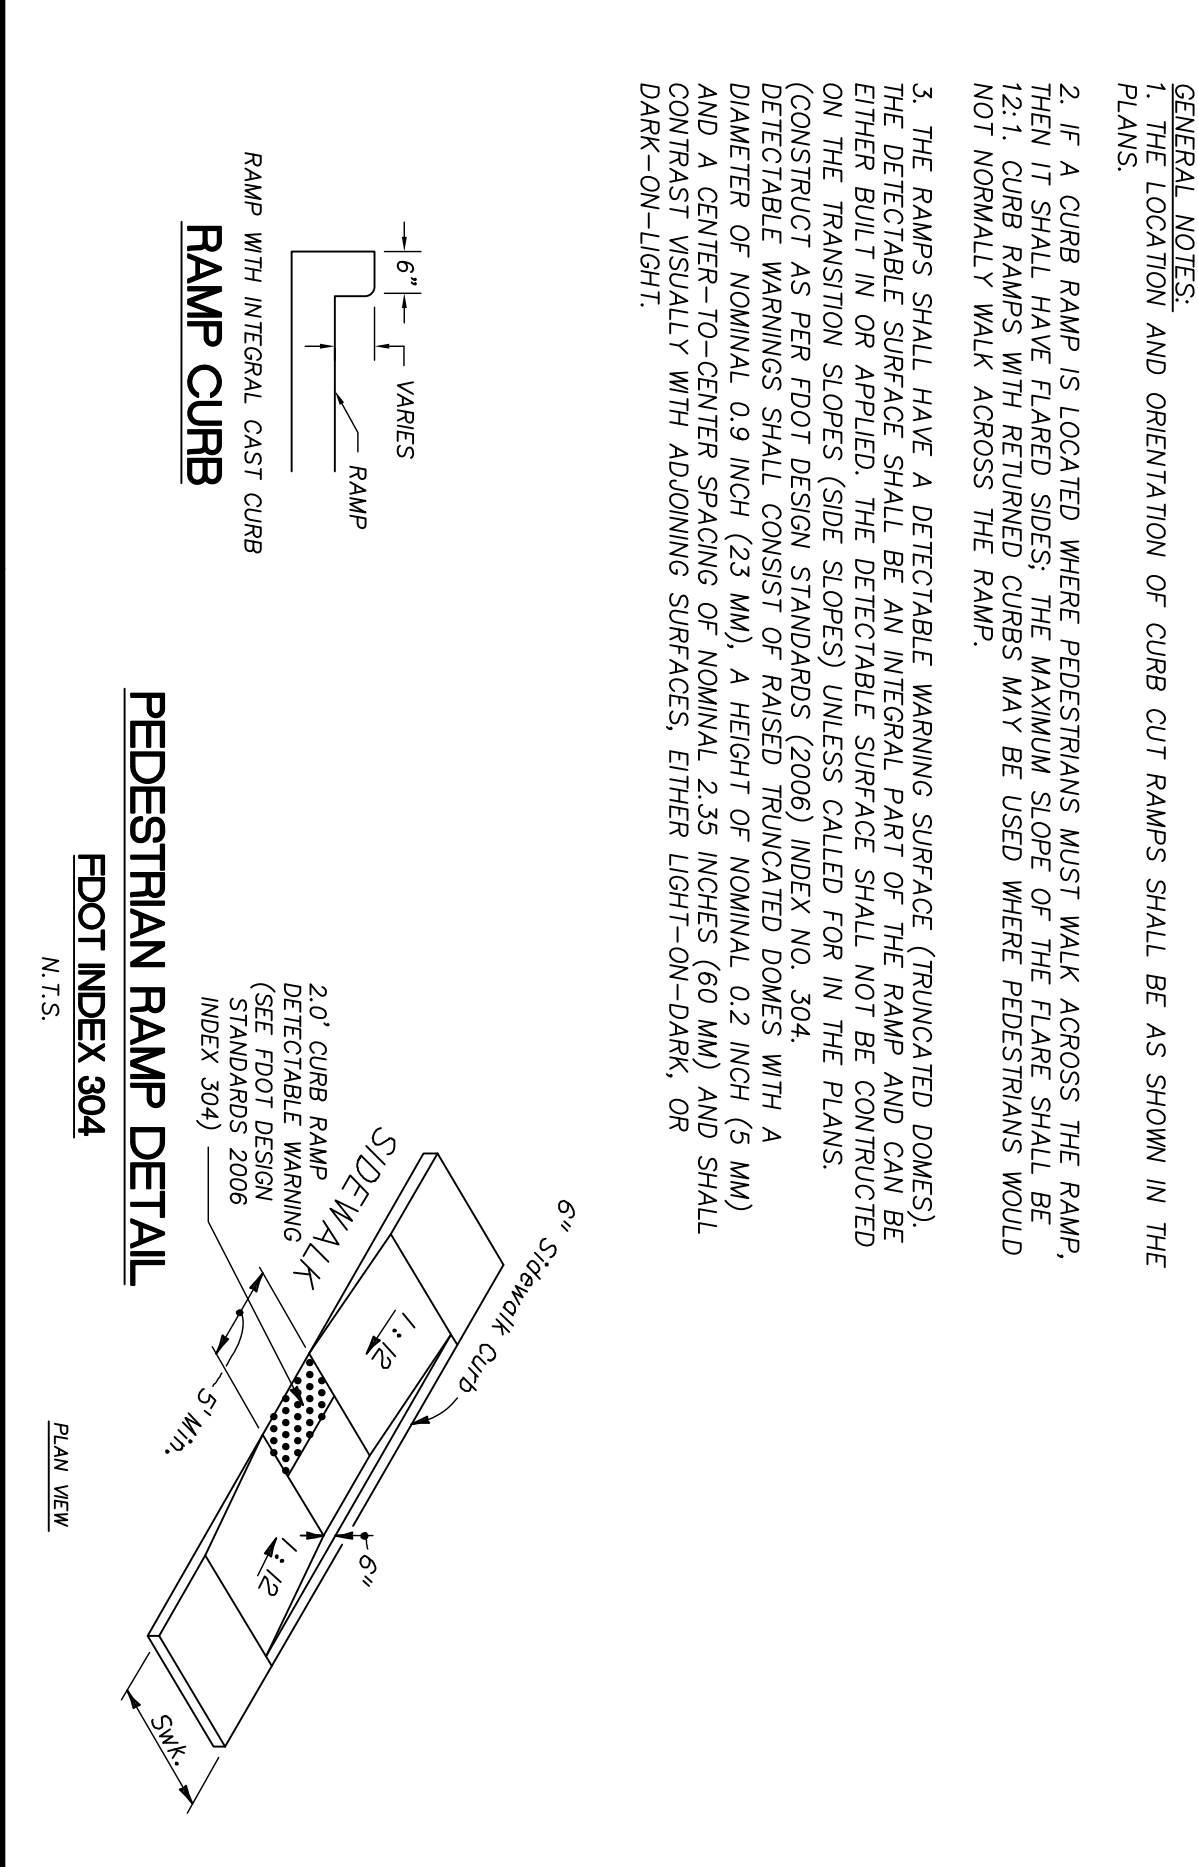 GENERAL NOTES:
1. THE LOCATION AND ORIENTATION OF CURB CUT RAMPS SHALL BE AS SHOWN IN THE
PLANS.
2. IF A CURB RAMP IS LOCATED WHERE PEDESTRIANS MUST WALK ACROSS THE RAMP,
THEN IT SHALL HAVE FLARED SIDES; THE MAXIMUM SLOPE OF THE FLARE SHALL BE
12:1. CURB RAMPS WITH RETURNED CURBS MAY BE USED WHERE PEDESTRIANS WOULD
NOT NORMALLY WALK ACROSS THE RAMP.
3. THE RAMPS SHALL HAVE A DETECTABLE WARNING SURFACE (TRUNCATED DOMES).
THE DETECTABLE SURFACE SHALL BE AN INTEGRAL PART OF THE RAMP AND CAN BE
EITHER BUILT IN OR APPLIED. THE DETECTABLE SURFACE SHALL NOT BE CONTRUCTED
ON THE TRANSITION SLOPES (SIDE SLOPES) UNLESS CALLED FOR IN THE PLANS.
(CONSTRUCT AS PER FDOT DESIGN STANDARDS (2006) INDEX NO. 304.
DETECTABLE WARNINGS SHALL CONSIST OF RAISED TRUNCATED DOMES WITH A
DIAMETER OF NOMINAL 0.9 INCH (23 MM), A HEIGHT OF NOMINAL 0.2 INCH (5 MM)
AND A CENTER-TO-CENTER SPACING OF NOMINAL 2.35 INCHES (60 MM) AND SHALL
CONTRAST VISUALLY WITH ADJOINING SURFACES, EITHER LIGHT-ON-DARK, OR
DARK-ON-LIGHT.
6"
VARIES
RAMP
RAMP WITH INTEGRAL CAST CURB
RAMP CURB
6" Sidewalk Curb
SIDEWALK
1:12
2.0' CURB RAMP
DETECTABLE WARNING
(SEE FDOT DESIGN
STANDARDS 2006
INDEX 304)
5' Min.
6"
1:12
Swk.
PEDESTRIAN RAMP DETAIL
FDOT INDEX 304
N.T.S.
PLAN VIEW